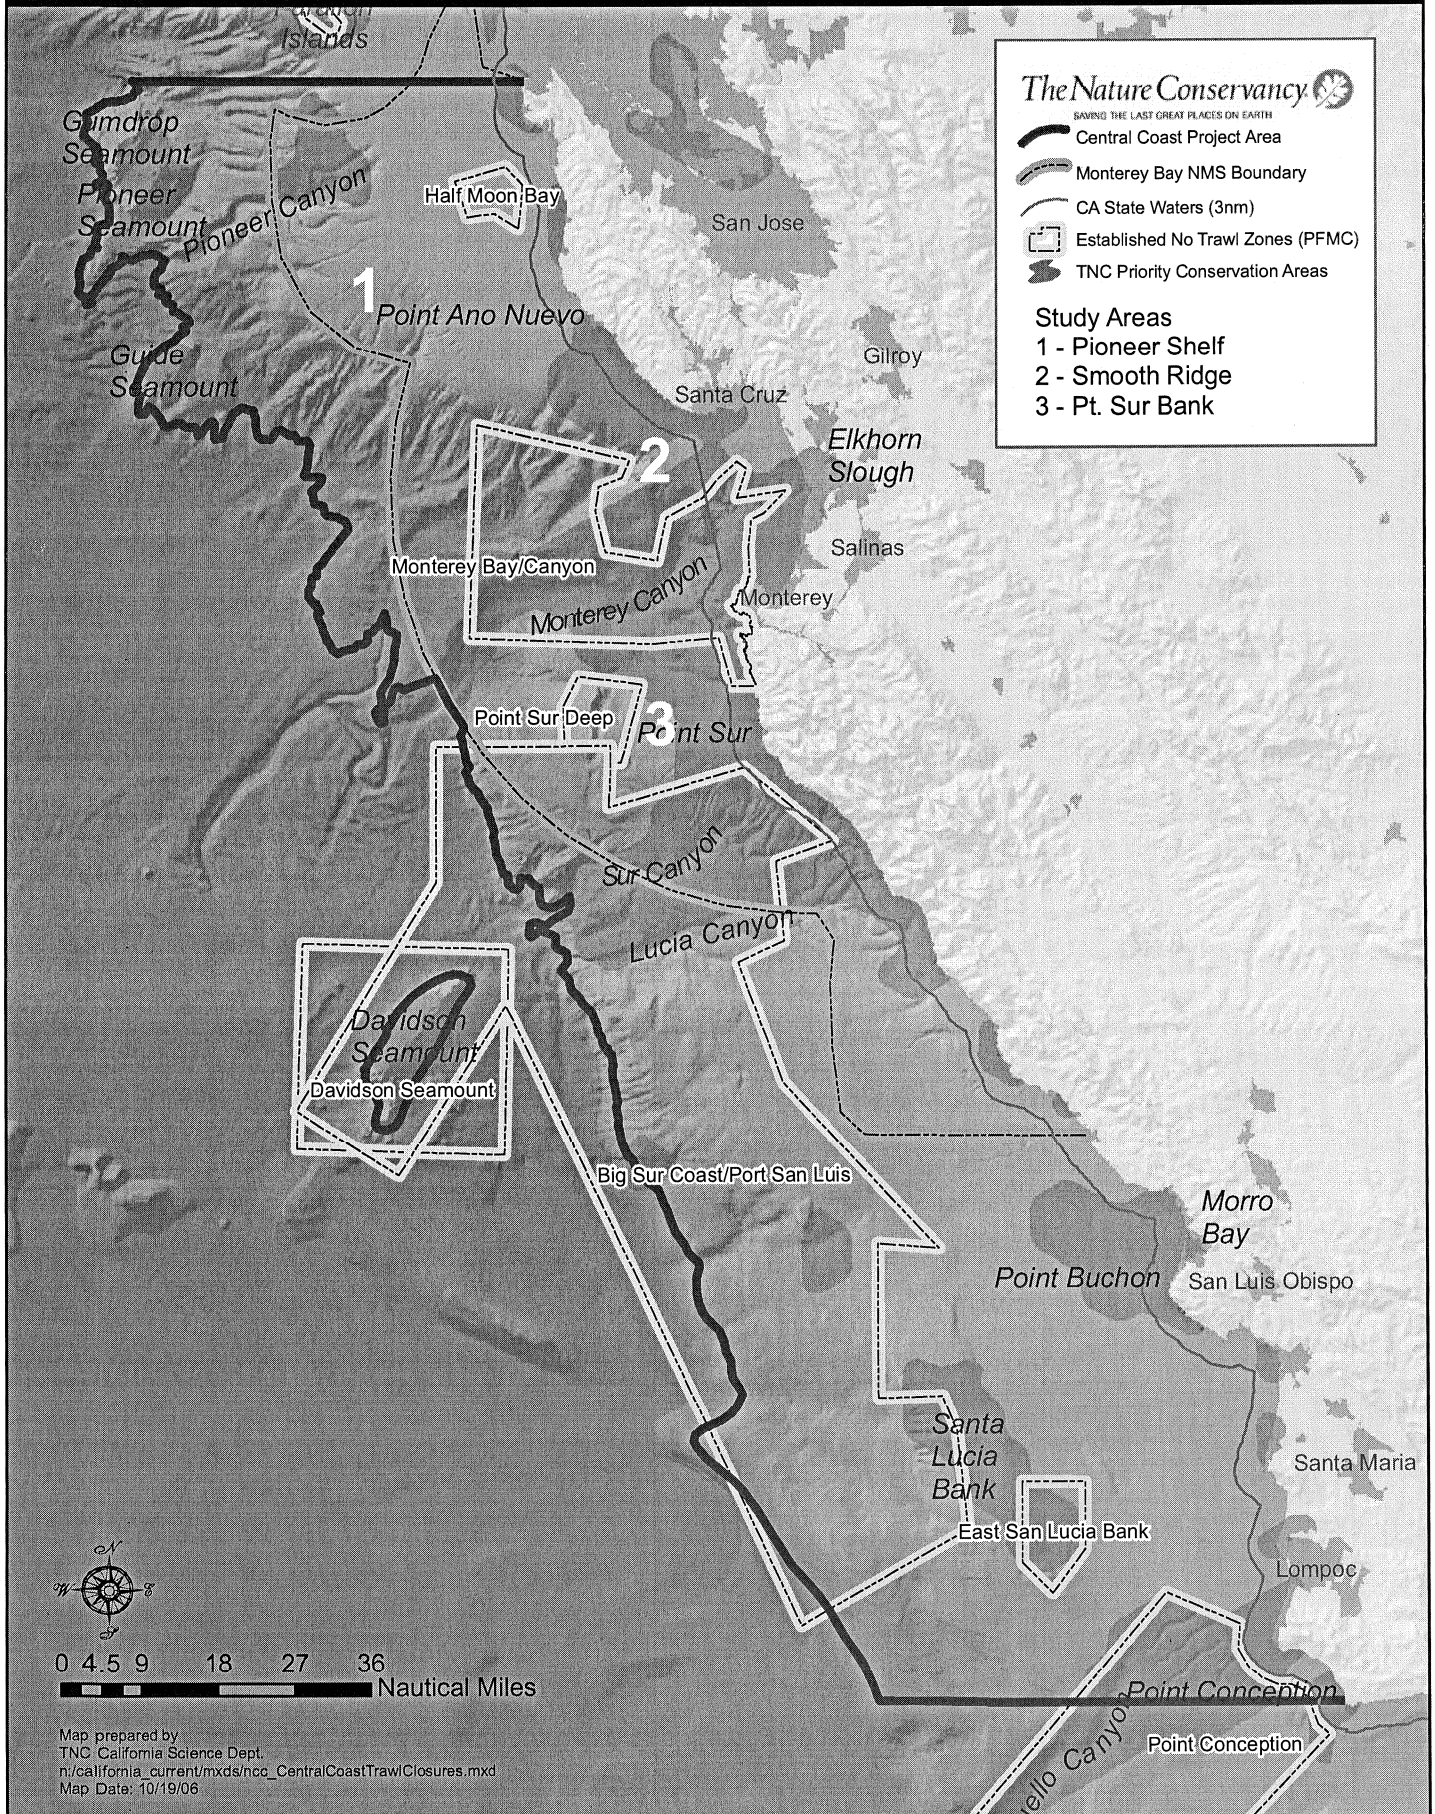 Islands
The Nature Conservancy
SAVING THE LAST GREAT PLACES ON EARTH
Central Coast Project Area
Monterey Bay NMS Boundary
CA State Waters (3nm)
Established No Trawl Zones (PFMC)
TNC Priority Conservation Areas
Study Areas
1 - Pioneer Shelf
2 - Smooth Ridge
3 - Pt. Sur Bank
Gumdrop
Seamount
Pioneer
Seamount
Pioneer Canyon
Half Moon Bay
San Jose
1
Point Ano Nuevo
Guide
Seamount
Gilroy
Santa Cruz
Elkhorn
Slough
2
Salinas
Monterey Bay/Canyon
Monterey Canyon
Monterey
Point Sur Deep
3
Point Sur
Sur Canyon
Lucia Canyon
Davidson
Seamount
Davidson Seamount
Big Sur Coast/Port San Luis
Morro
Bay
Point Buchon
San Luis Obispo
Santa
Lucia
Bank
Santa Maria
East San Lucia Bank
Lompoc
N
W
E
S
0 4.5 9 18 27 36
Nautical Miles
Point Conception
Canyon
Point Conception
Map prepared by
TNC California Science Dept.
n:/california_current/mxds/ncc_CentralCoastTrawlClosures.mxd
Map Date: 10/19/06